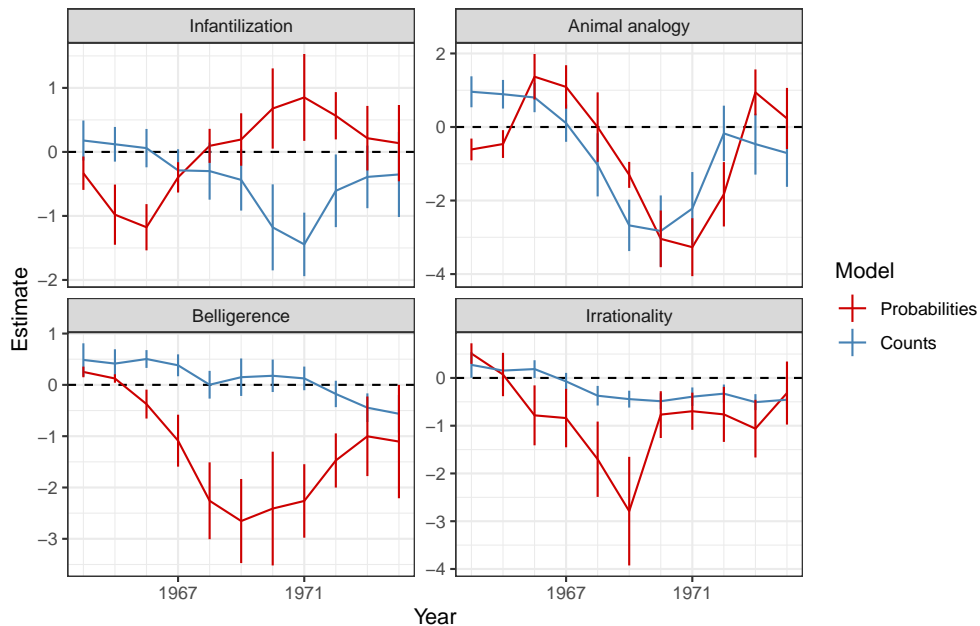 Infantilization
Animal analogy
1
0
−1
−2
2
0
−2
−4
Belligerence
Irrationality
1
0
−1
−2
−3
1
0
−1
−2
−3
−4
1967
1971
1967
1971
Year
Estimate
Model
Probabilities
Counts